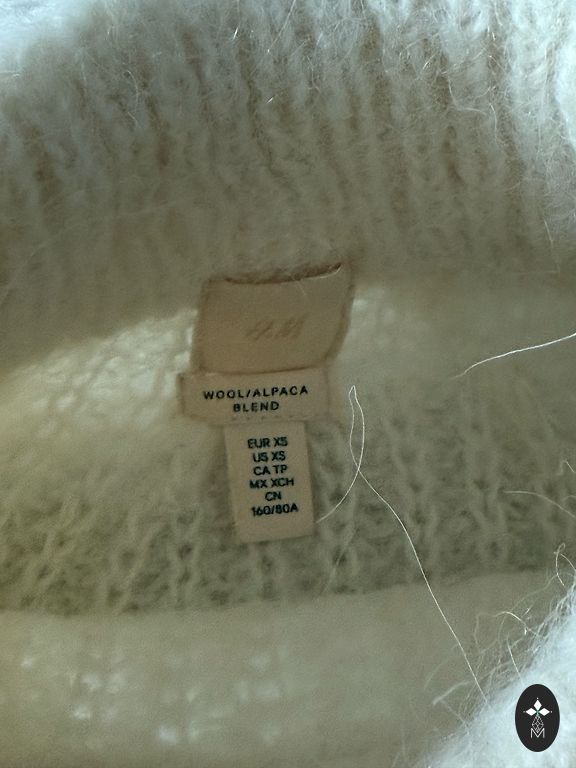 H&M
WOOL/ALPACA
BLEND
EUR XS
US XS
CA TP
MX XCH
CN
160/80A